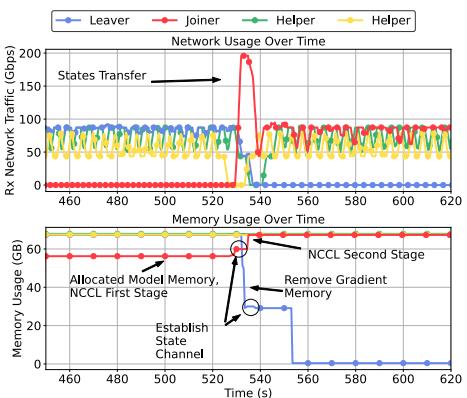 Leaver Joiner Helper Helper
Network Usage Over Time
Rx Network Traffic (Gbps)
200
150
100
50
0
States Transfer
460 480 500 520 540 560 580 600 620
Memory Usage Over Time
Memory Usage (GB)
60
40
20
0
NCCL Second Stage
Allocated Model Memory,
NCCL First Stage
Remove Gradient
Memory
Establish
State
Channel
460 480 500 520 540 560 580 600 620
Time (s)